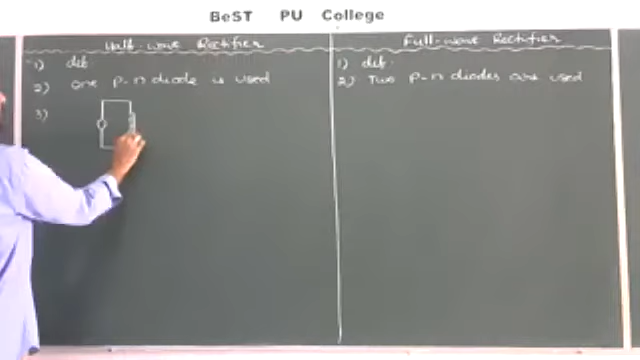 BeST PU College
Half-wave Rectifier
1) def
2) One p-n diode is used
3)
Full-wave Rectifier
1) def.
2) Two p-n diodes are used